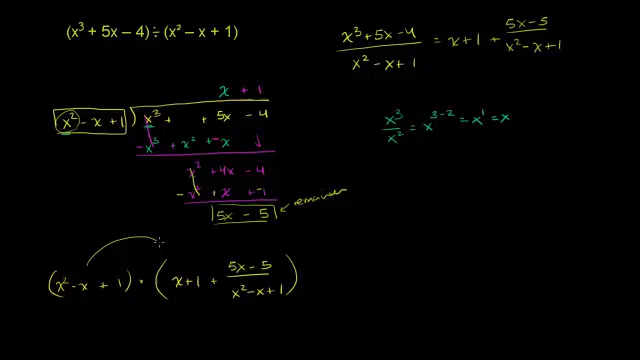 (x³ + 5x – 4) ÷ (x² – x + 1)
x³ + 5x - 4 / x² - x + 1 = x + 1 + 5x - 5 / x² - x + 1
x + 1
x² - x + 1 ) x³ + + 5x - 4
x³ / x² = x³⁻² = x¹ = x
- x³ + x² + - x ↓
x² + 4x - 4
- x² + x + - 1
5x - 5 ← remainder
(x² - x + 1) = (x + 1 + 5x - 5 / x² - x + 1)